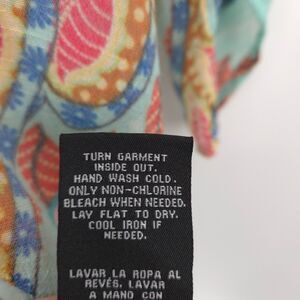 TURN GARMENT
INSIDE OUT.
HAND WASH COLD.
ONLY NON-CHLORINE
BLEACH WHEN NEEDED.
LAY FLAT TO DRY.
COOL IRON IF
NEEDED.
LAVAR LA ROPA AL
REVÉS. LAVAR
A MANO CON